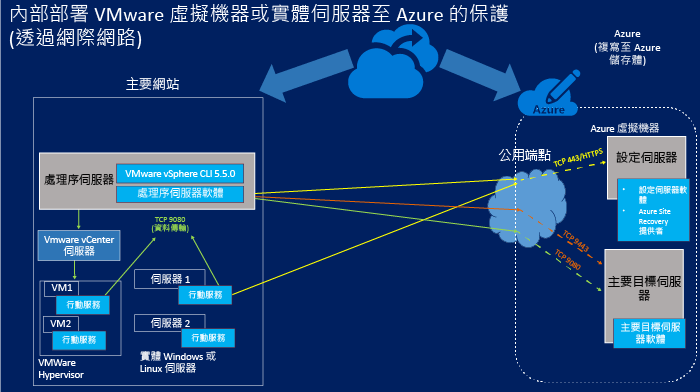 內部部署 VMware 虛擬機器或實體伺服器至 Azure 的保護
(透過網際網路)
Azure
(複寫至 Azure
儲存體)
主要網站
Azure
Azure 虛擬機器
公用端點
TCP 443/HTTPS
設定伺服器
處理序伺服器
VMware vSphere CLI 5.5.0
處理序伺服器軟體
• 設定伺服器軟
體
• Azure Site
Recovery
提供者
TCP 9080
(資料傳輸)
Vmware vCenter
伺服器
TCP 9443
TCP 9080
主要目標伺服
器
主要目標伺服
器軟體
VM1
行動服務
VM2
行動服務
伺服器 1
行動服務
伺服器 2
行動服務
VMWare
Hypervisor
實體 Windows 或
Linux 伺服器